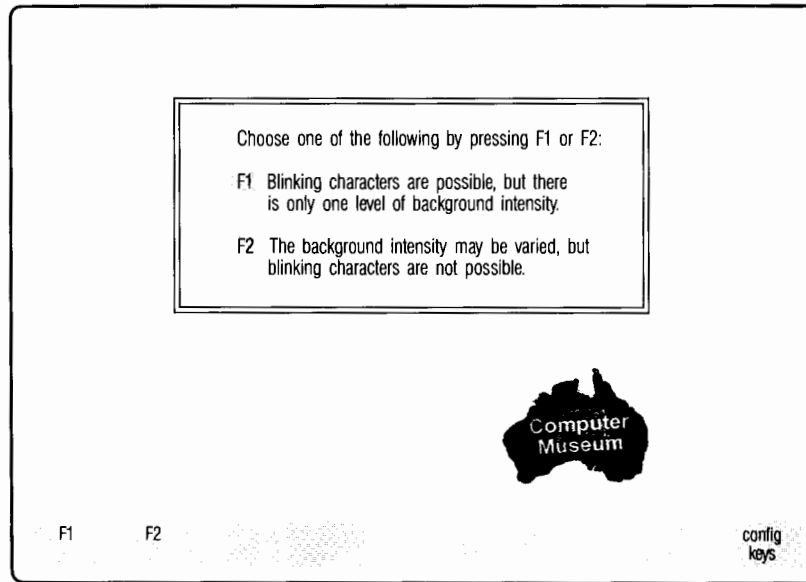 Choose one of the following by pressing F1 or F2:
F1 Blinking characters are possible, but there
is only one level of background intensity.
F2 The background intensity may be varied, but
blinking characters are not possible.
Computer
Museum
F1 F2 config
keys